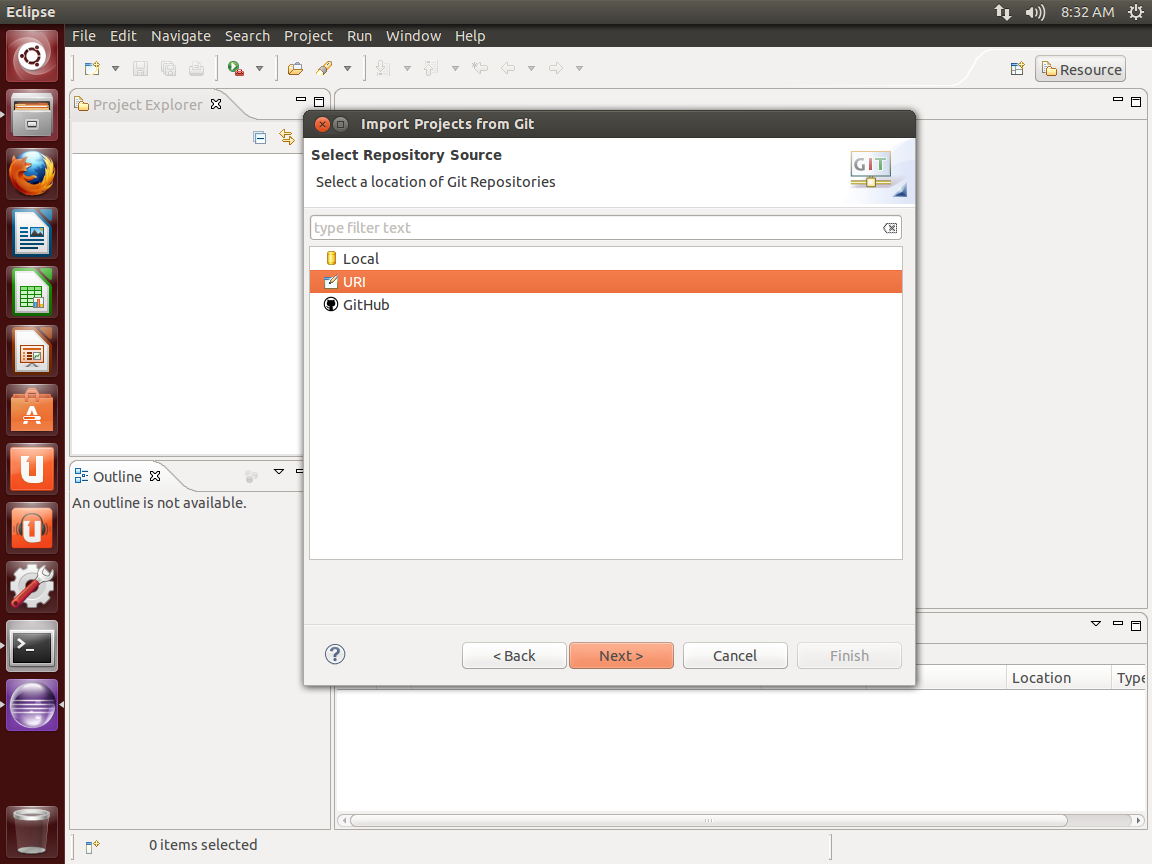 Eclipse
8:32 AM
File Edit Navigate Search Project Run Window Help
Resource
Project Explorer
Import Projects from Git
Select Repository Source
Select a location of Git Repositories
GIT
type filter text
Local
URI
GitHub
Outline
An outline is not available.
< Back Next > Cancel Finish
Location Type
0 items selected